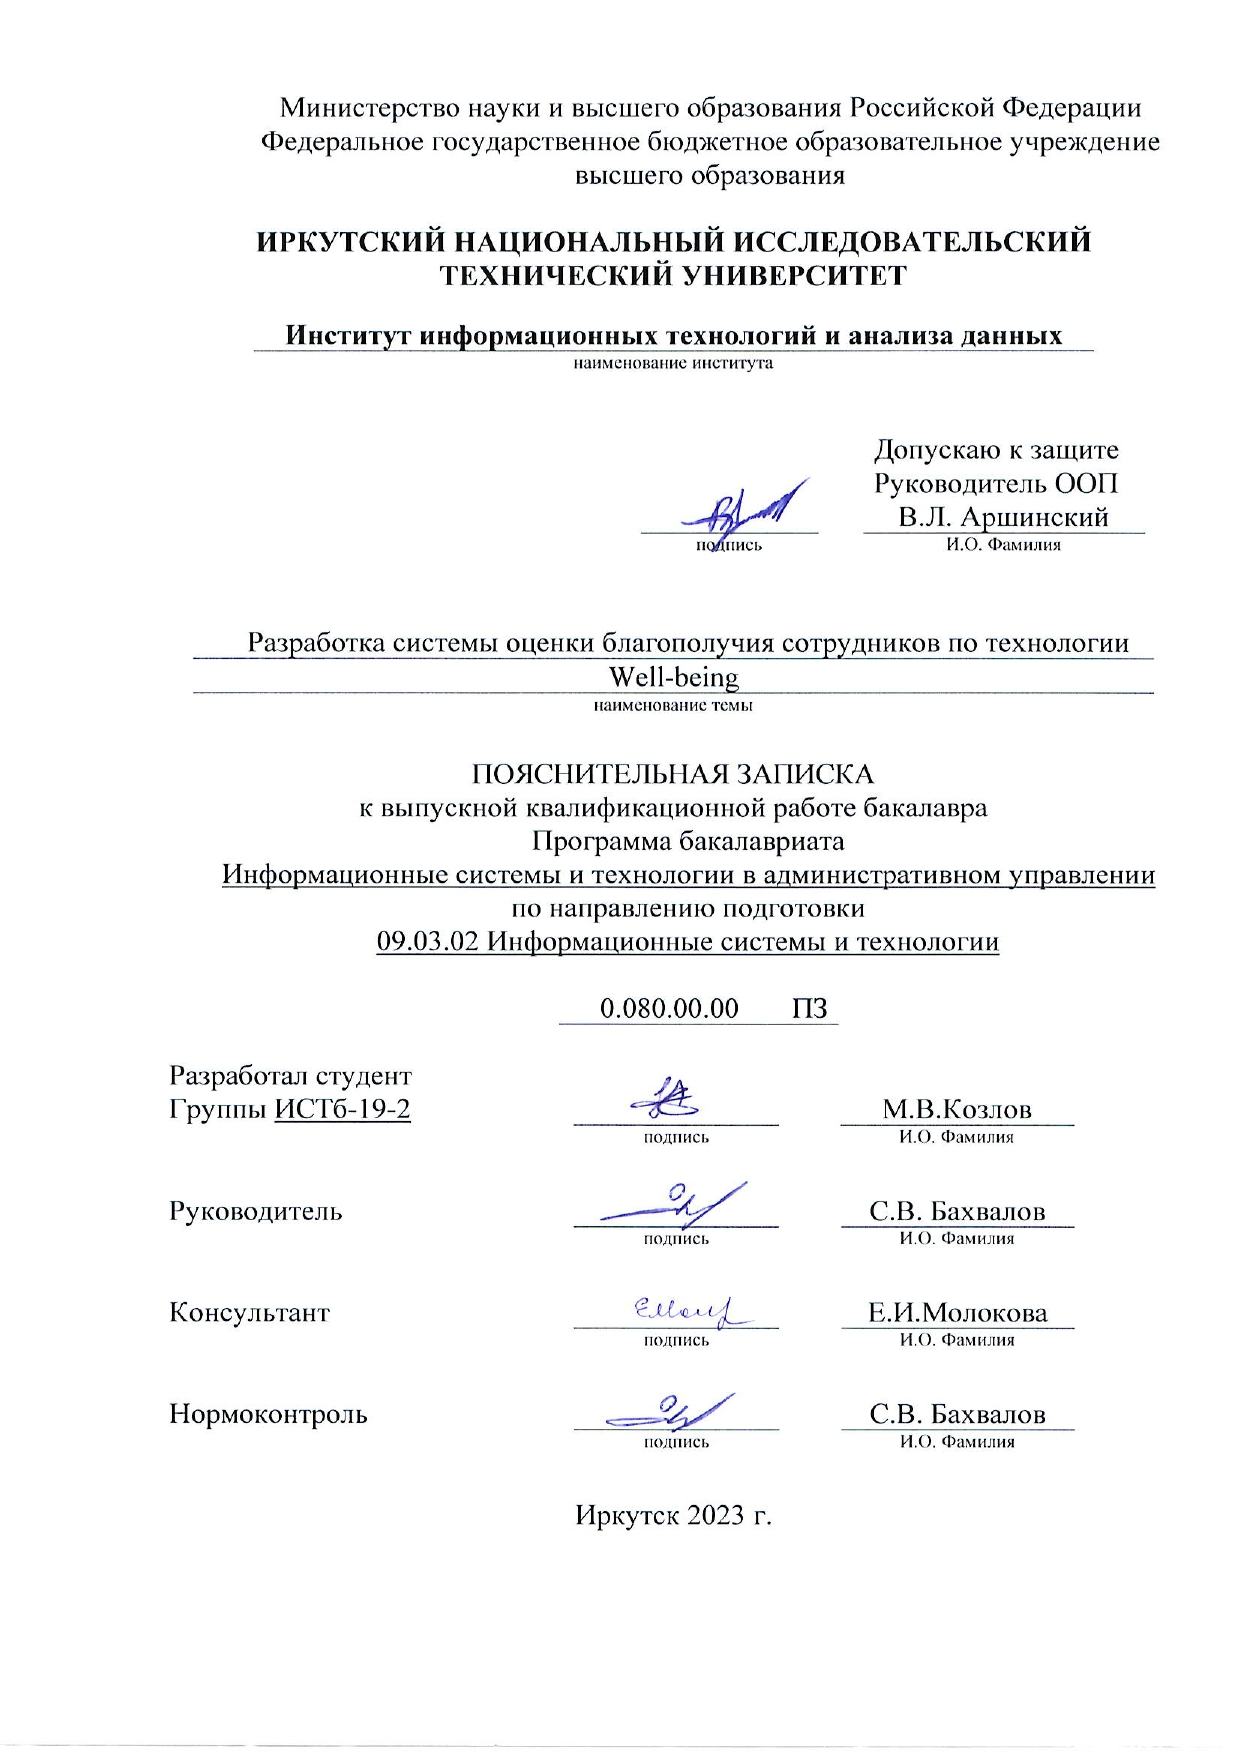 Министерство науки и высшего образования Российской Федерации
Федеральное государственное бюджетное образовательное учреждение
высшего образования
ИРКУТСКИЙ НАЦИОНАЛЬНЫЙ ИССЛЕДОВАТЕЛЬСКИЙ
ТЕХНИЧЕСКИЙ УНИВЕРСИТЕТ
Институт информационных технологий и анализа данных
наименование института
Допускаю к защите
Руководитель ООП
В.Л. Аршинский
подпись И.О. Фамилия
Разработка системы оценки благополучия сотрудников по технологии
Well-being
наименование темы
ПОЯСНИТЕЛЬНАЯ ЗАПИСКА
к выпускной квалификационной работе бакалавра
Программа бакалавриата
Информационные системы и технологии в административном управлении
по направлению подготовки
09.03.02 Информационные системы и технологии
0.080.00.00 ПЗ
Разработал студент
Группы ИСТб-19-2 М.В.Козлов
подпись И.О. Фамилия
Руководитель С.В. Бахвалов
подпись И.О. Фамилия
Консультант Е.И.Молокова
подпись И.О. Фамилия
Нормоконтроль С.В. Бахвалов
подпись И.О. Фамилия
Иркутск 2023 г.